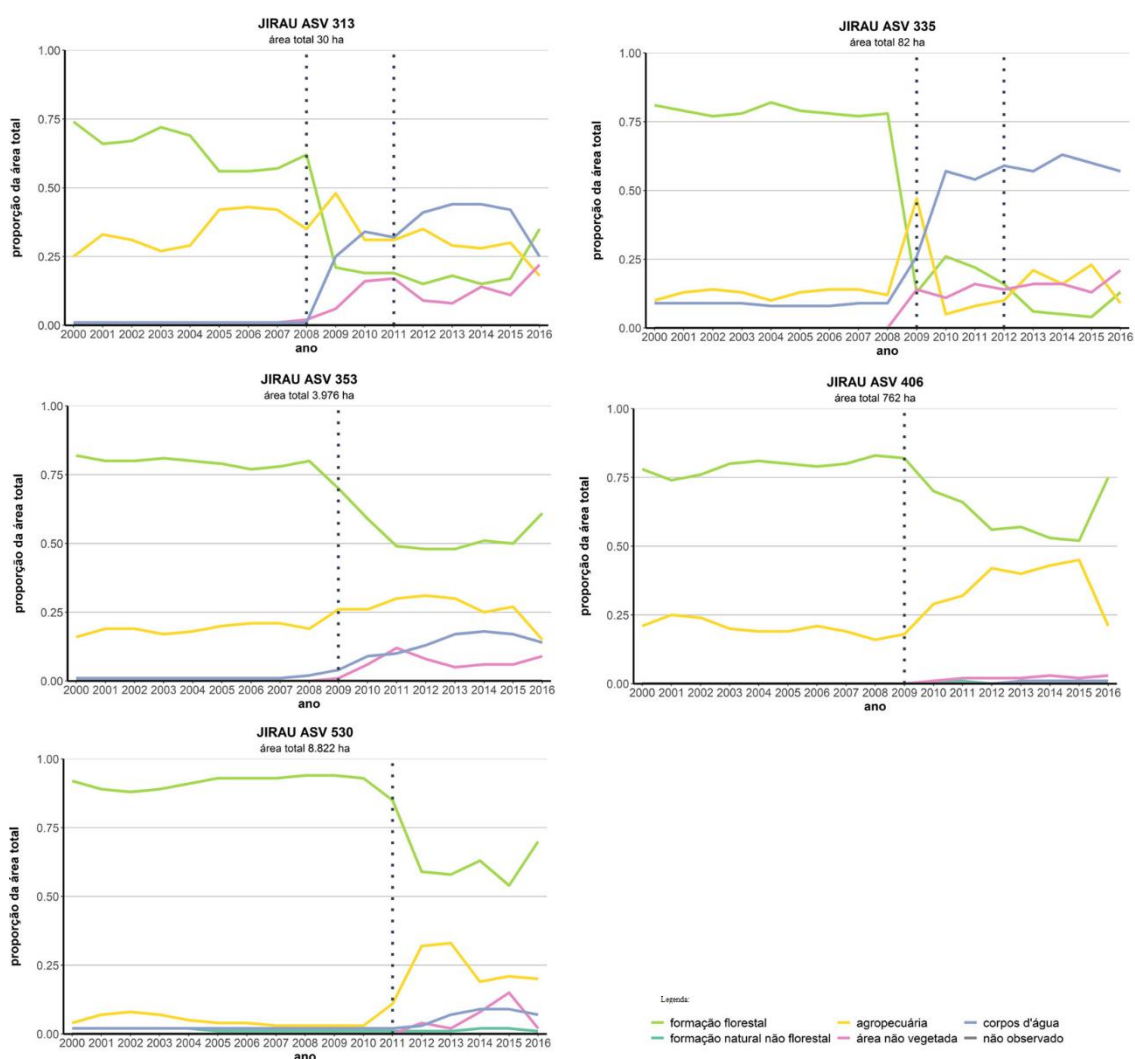 JIRAU ASV 313
área total 30 ha
proporção da área total
1.00
0.75
0.50
0.25
0.00
2000 2001 2002 2003 2004 2005 2006 2007 2008 2009 2010 2011 2012 2013 2014 2015 2016
ano
JIRAU ASV 335
área total 82 ha
proporção da área total
1.00
0.75
0.50
0.25
0.00
2000 2001 2002 2003 2004 2005 2006 2007 2008 2009 2010 2011 2012 2013 2014 2015 2016
ano
JIRAU ASV 353
área total 3.976 ha
proporção da área total
1.00
0.75
0.50
0.25
0.00
2000 2001 2002 2003 2004 2005 2006 2007 2008 2009 2010 2011 2012 2013 2014 2015 2016
ano
JIRAU ASV 406
área total 762 ha
proporção da área total
1.00
0.75
0.50
0.25
0.00
2000 2001 2002 2003 2004 2005 2006 2007 2008 2009 2010 2011 2012 2013 2014 2015 2016
ano
JIRAU ASV 530
área total 8.822 ha
proporção da área total
1.00
0.75
0.50
0.25
0.00
2000 2001 2002 2003 2004 2005 2006 2007 2008 2009 2010 2011 2012 2013 2014 2015 2016
ano
Legenda:
formação florestal agropecuária corpos d'água
formação natural não florestal área não vegetada não observado